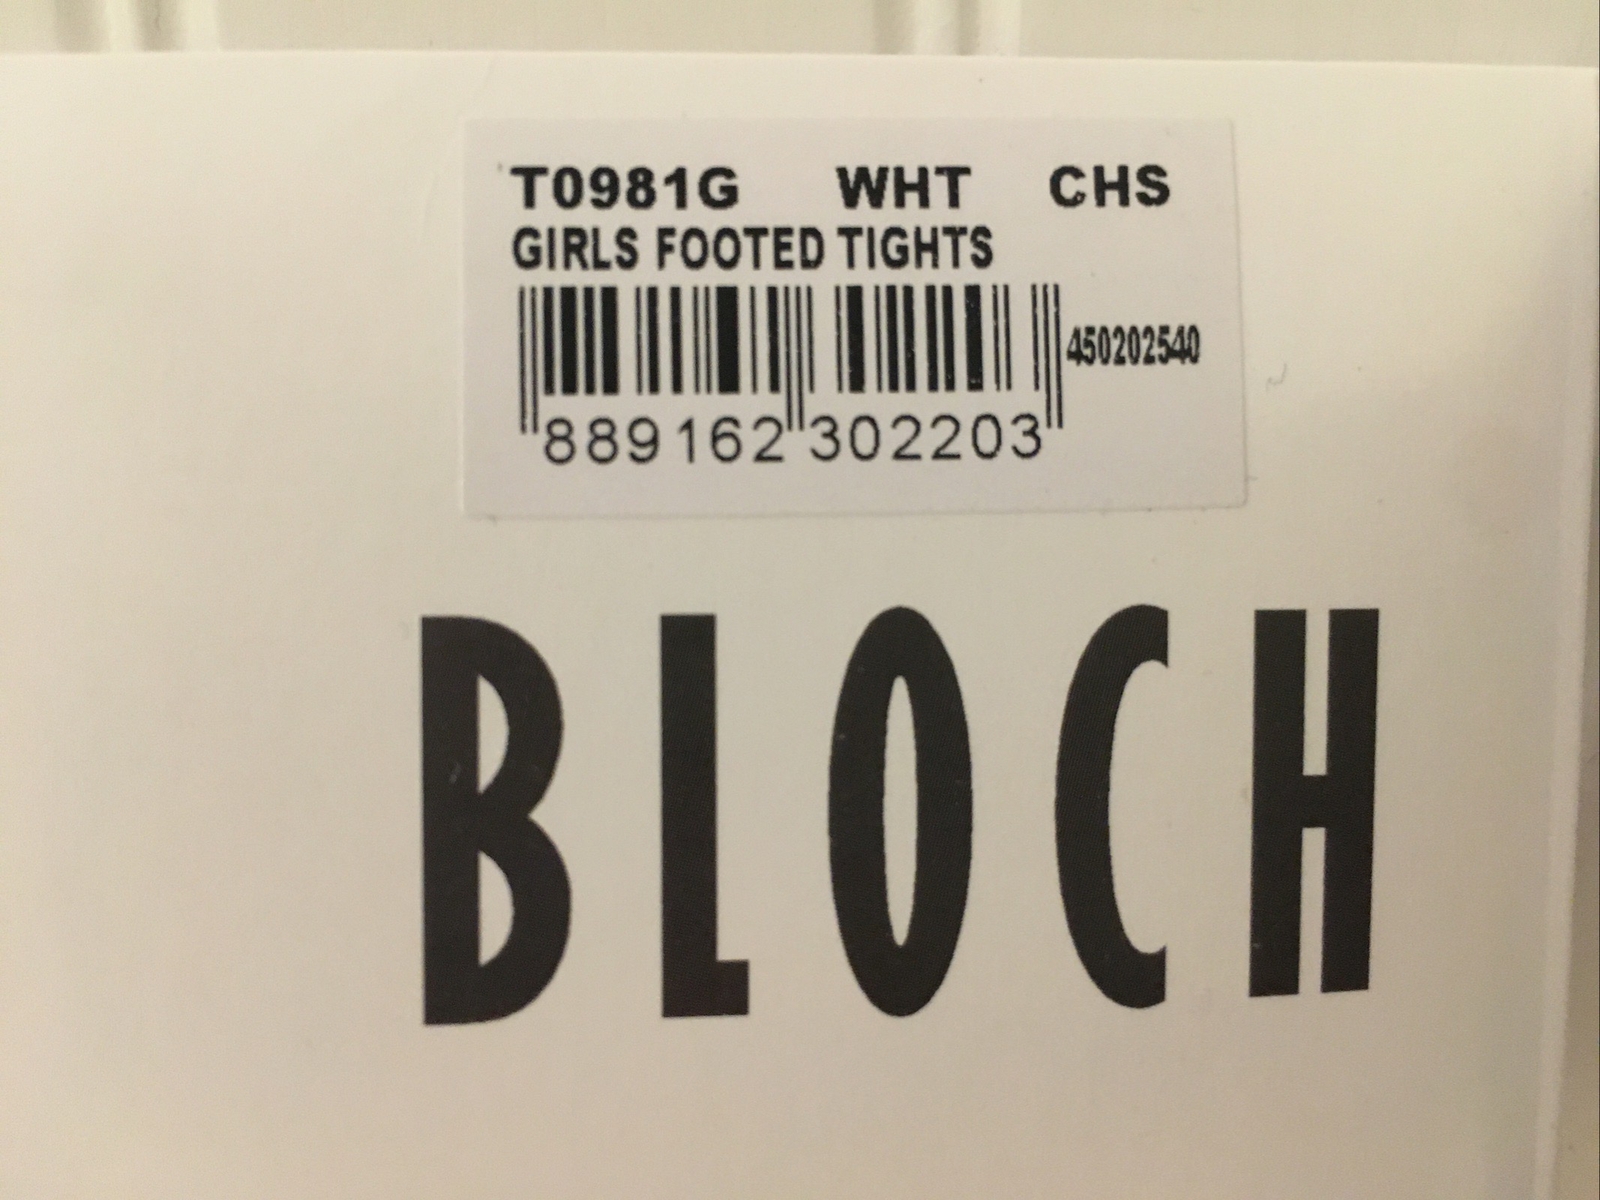 T0981G WHT CHS
GIRLS FOOTED TIGHTS
450202540
889162 302203
BLOCH